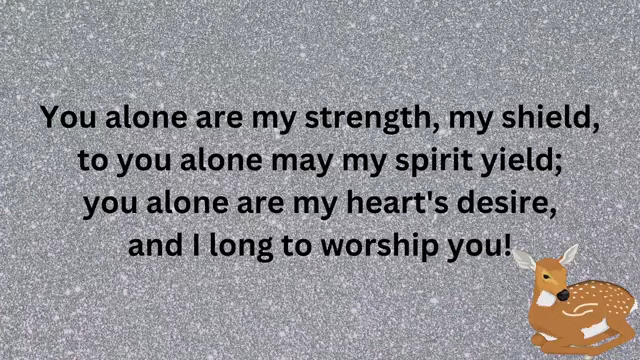 You alone are my strength, my shield,
to you alone may my spirit yield;
you alone are my heart's desire,
and I long to worship you!